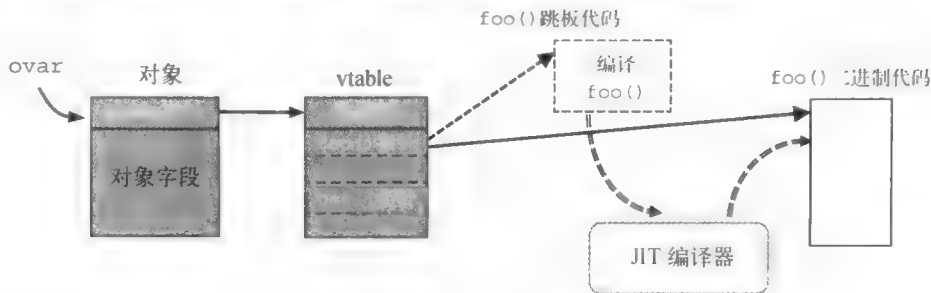 foo()跳板代码
ovar
对象
vtable
编译
foo()
foo() 二进制代码
对象字段
JIT 编译器